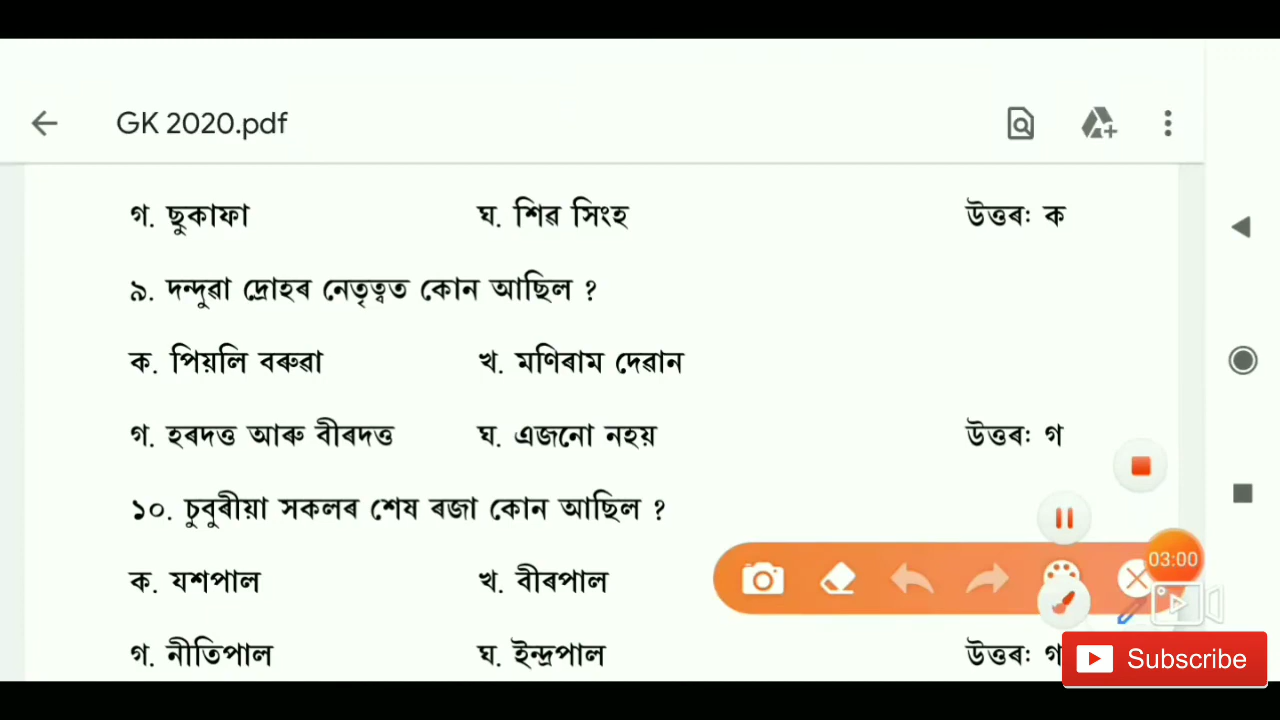 GK 2020.pdf
গ. ছুকাফা ঘ. শিৱ সিংহ উত্তৰঃ ক
৯. দন্দুৱা দ্ৰোহৰ নেতৃত্বত কোন আছিল ?
ক. পিয়লি বৰুৱা খ. মণিৰাম দেৱান
গ. হৰদত্ত আৰু বীৰদত্ত ঘ. এজনো নহয় উত্তৰঃ গ
১০. চুবুৰীয়া সকলৰ শেষ ৰজা কোন আছিল ?
ক. যশপাল খ. বীৰপাল
03:00
গ. নীতিপাল ঘ. ইন্দ্ৰপাল উত্তৰঃ গ
Subscribe